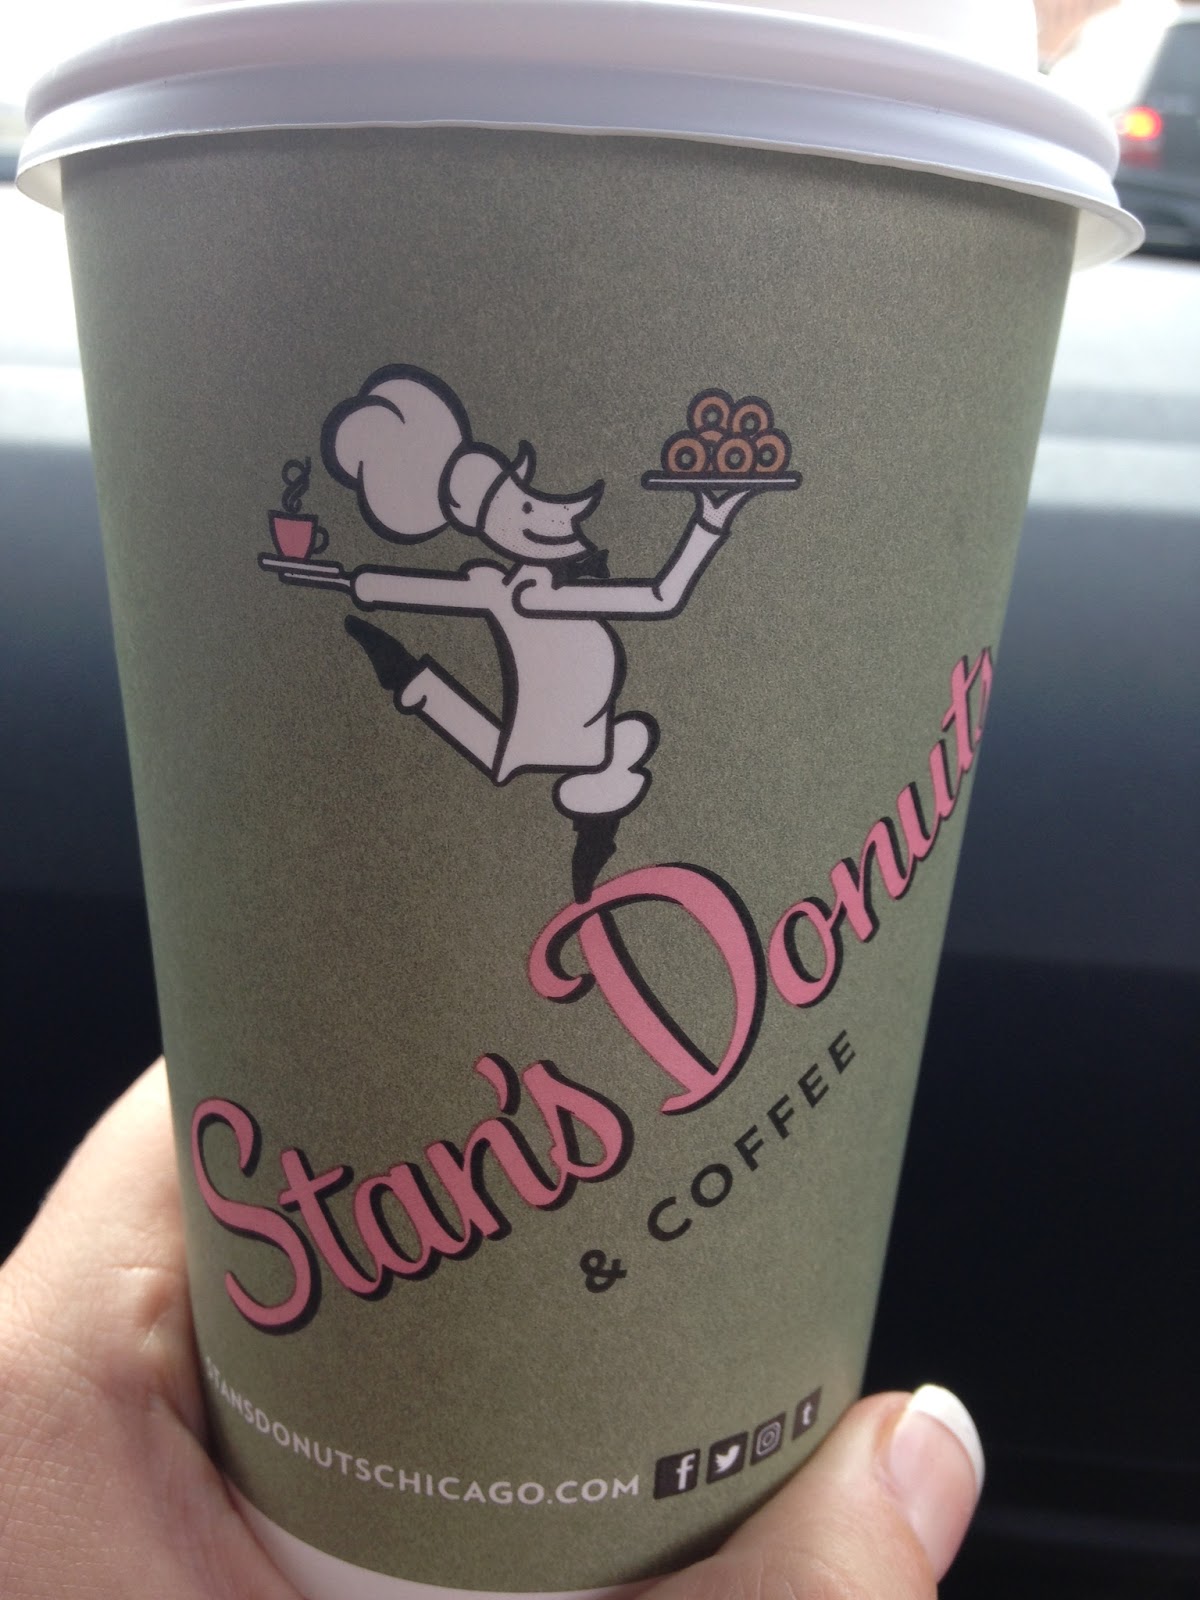 Stan's Donuts
& COFFEE
STANSDONUTSCHICAGO.COM